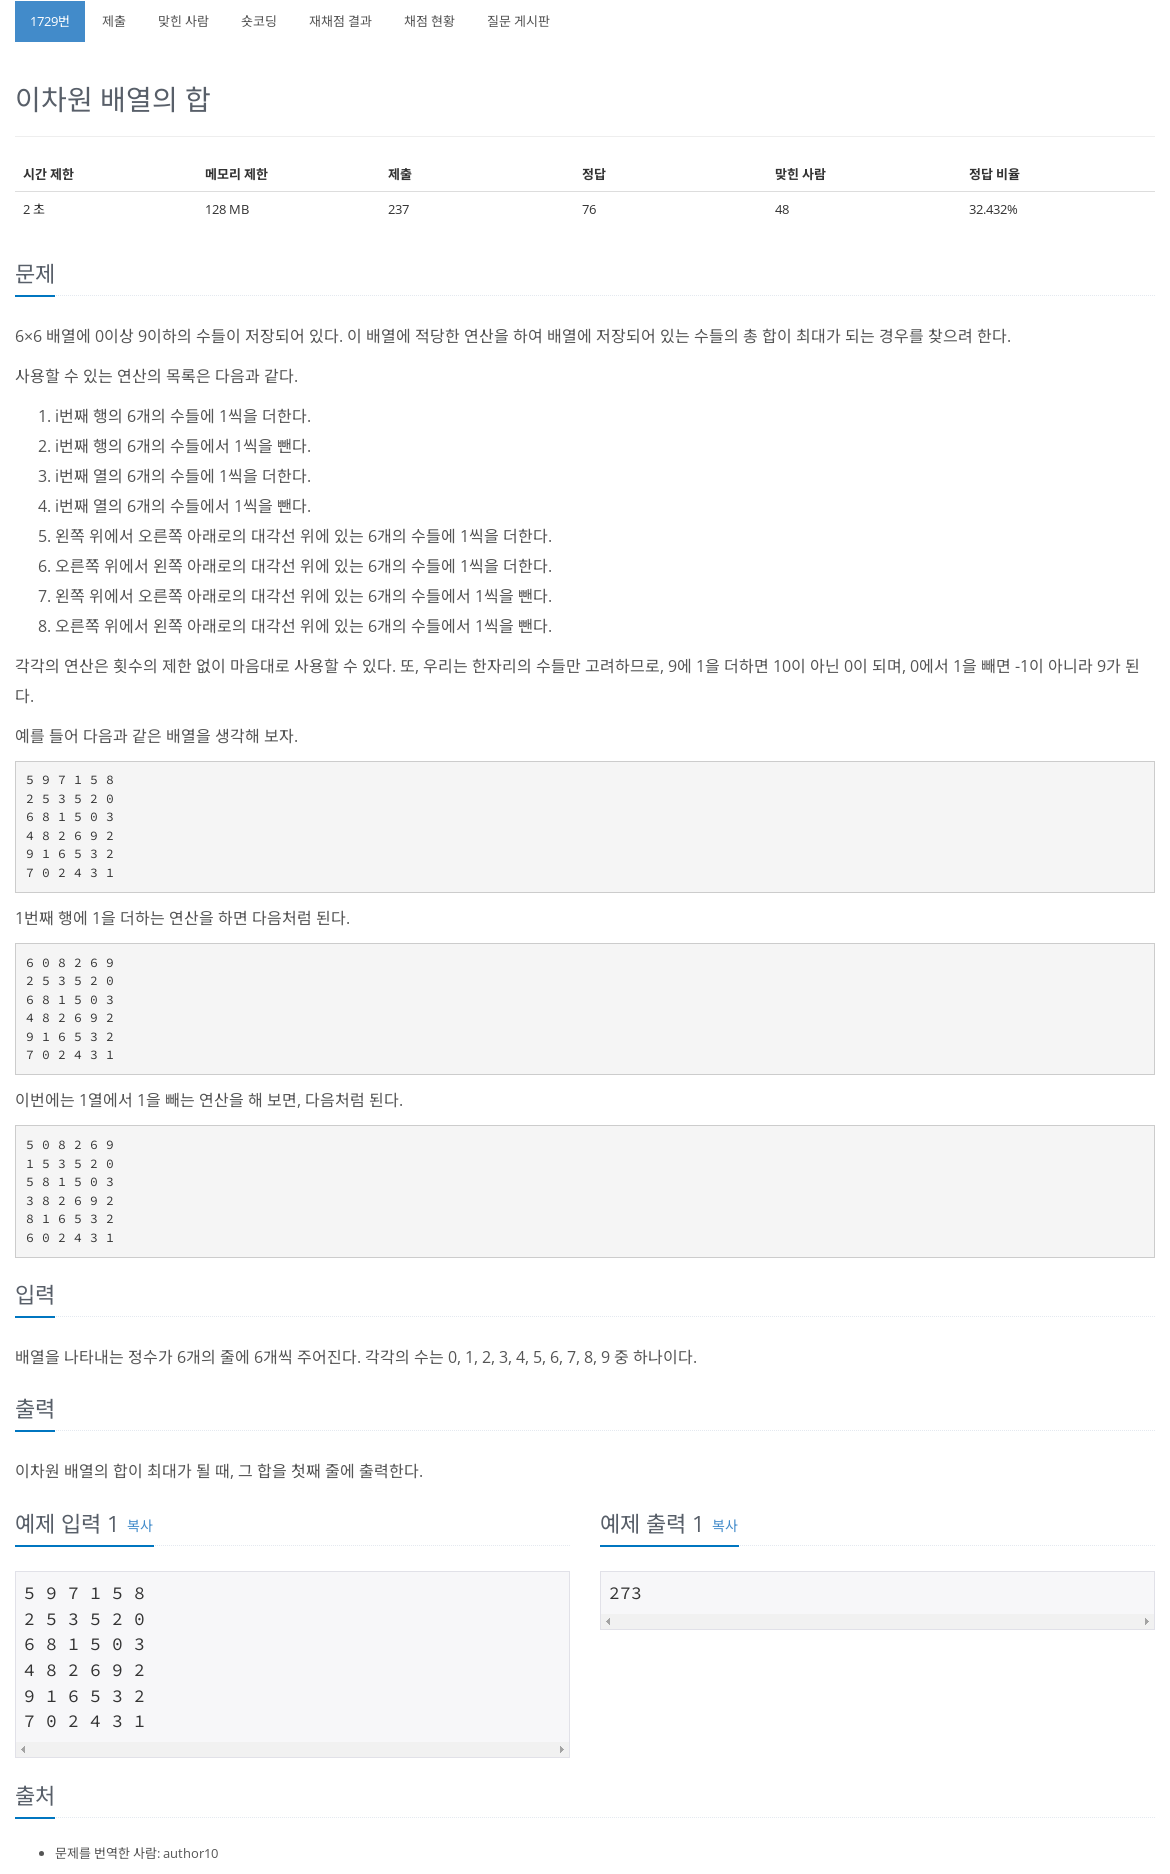 1729번 제출 맞힌 사람 숏코딩 재채점 결과 채점 현황 질문 게시판
이차원 배열의 합
시간 제한 메모리 제한 제출 정답 맞힌 사람 정답 비율
2 초 128 MB 237 76 48 32.432%
문제
6×6 배열에 0이상 9이하의 수들이 저장되어 있다. 이 배열에 적당한 연산을 하여 배열에 저장되어 있는 수들의 총 합이 최대가 되는 경우를 찾으려 한다.
사용할 수 있는 연산의 목록은 다음과 같다.
1. i번째 행의 6개의 수들에 1씩을 더한다.
2. i번째 행의 6개의 수들에서 1씩을 뺀다.
3. i번째 열의 6개의 수들에 1씩을 더한다.
4. i번째 열의 6개의 수들에서 1씩을 뺀다.
5. 왼쪽 위에서 오른쪽 아래로의 대각선 위에 있는 6개의 수들에 1씩을 더한다.
6. 오른쪽 위에서 왼쪽 아래로의 대각선 위에 있는 6개의 수들에 1씩을 더한다.
7. 왼쪽 위에서 오른쪽 아래로의 대각선 위에 있는 6개의 수들에서 1씩을 뺀다.
8. 오른쪽 위에서 왼쪽 아래로의 대각선 위에 있는 6개의 수들에서 1씩을 뺀다.
각각의 연산은 횟수의 제한 없이 마음대로 사용할 수 있다. 또, 우리는 한자리의 수들만 고려하므로, 9에 1을 더하면 10이 아닌 0이 되며, 0에서 1을 빼면 -1이 아니라 9가 된
다.
예를 들어 다음과 같은 배열을 생각해 보자.
5 9 7 1 5 8
2 5 3 5 2 0
6 8 1 5 0 3
4 8 2 6 9 2
9 1 6 5 3 2
7 0 2 4 3 1
1번째 행에 1을 더하는 연산을 하면 다음처럼 된다.
6 0 8 2 6 9
2 5 3 5 2 0
6 8 1 5 0 3
4 8 2 6 9 2
9 1 6 5 3 2
7 0 2 4 3 1
이번에는 1열에서 1을 빼는 연산을 해 보면, 다음처럼 된다.
5 0 8 2 6 9
1 5 3 5 2 0
5 8 1 5 0 3
3 8 2 6 9 2
8 1 6 5 3 2
6 0 2 4 3 1
입력
배열을 나타내는 정수가 6개의 줄에 6개씩 주어진다. 각각의 수는 0, 1, 2, 3, 4, 5, 6, 7, 8, 9 중 하나이다.
출력
이차원 배열의 합이 최대가 될 때, 그 합을 첫째 줄에 출력한다.
예제 입력 1 복사
5 9 7 1 5 8
2 5 3 5 2 0
6 8 1 5 0 3
4 8 2 6 9 2
9 1 6 5 3 2
7 0 2 4 3 1
예제 출력 1 복사
273
출처
문제를 번역한 사람: author10